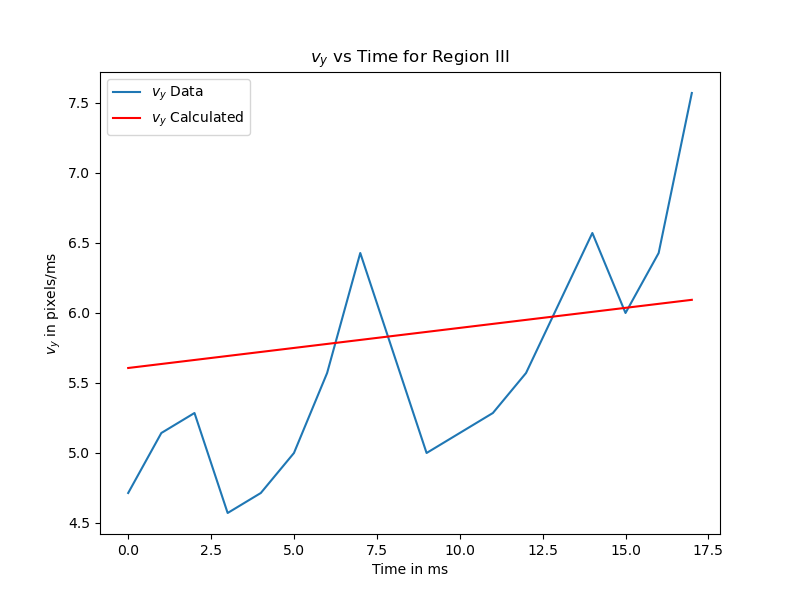 v_y vs Time for Region III
v_y Data
v_y Calculated
7.5
7.0
6.5
6.0
5.5
5.0
4.5
v_y in pixels/ms
0.0 2.5 5.0 7.5 10.0 12.5 15.0 17.5
Time in ms